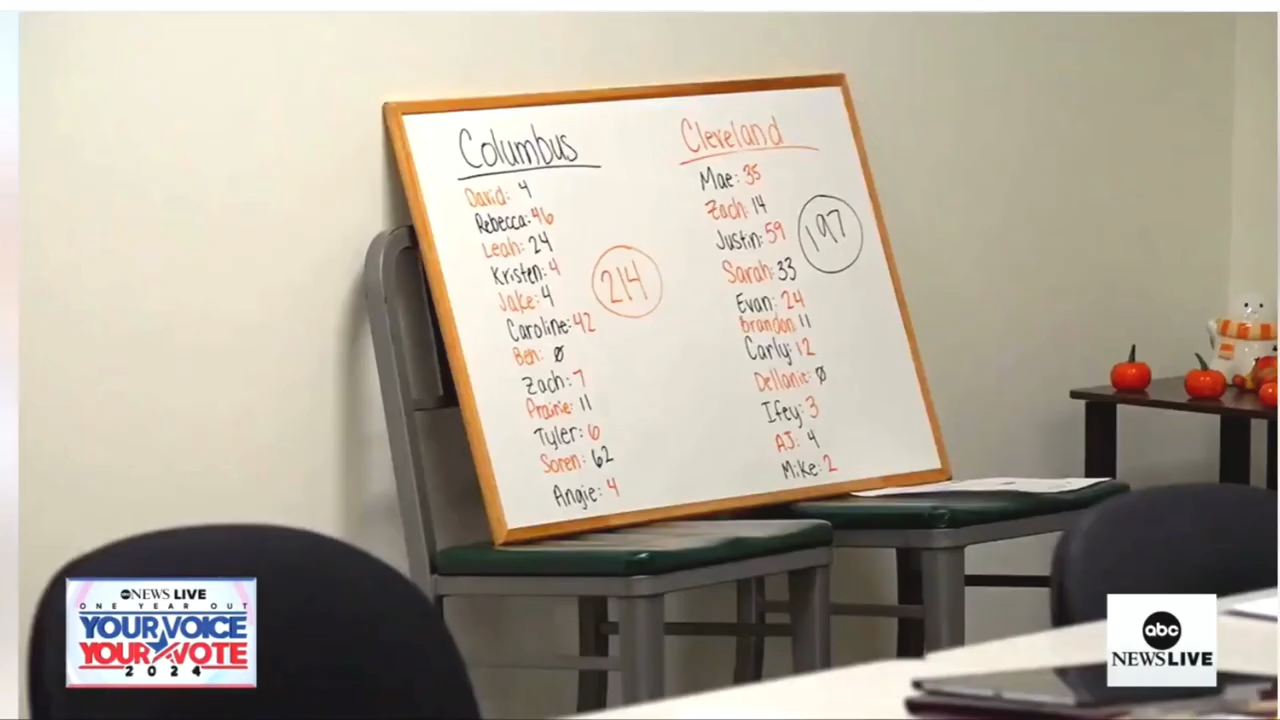 Columbus
David: 4
Rebecca: 46
Leah: 24
Kristen: 4
Jake: 4
Caroline: 42
Ben: 0
Zach: 7
Prairie: 11
Tyler: 6
Soren: 62
Angie: 4
214
Cleveland
Mae: 35
Zach: 14
Justin: 59
Sarah: 33
Evan: 24
Brandon: 11
Carly: 12
Dellanie: 0
Ifey: 3
AJ: 4
Mike: 2
197
abc NEWS LIVE
ONE YEAR OUT
YOUR VOICE
YOUR VOTE
2024
abc
NEWS LIVE